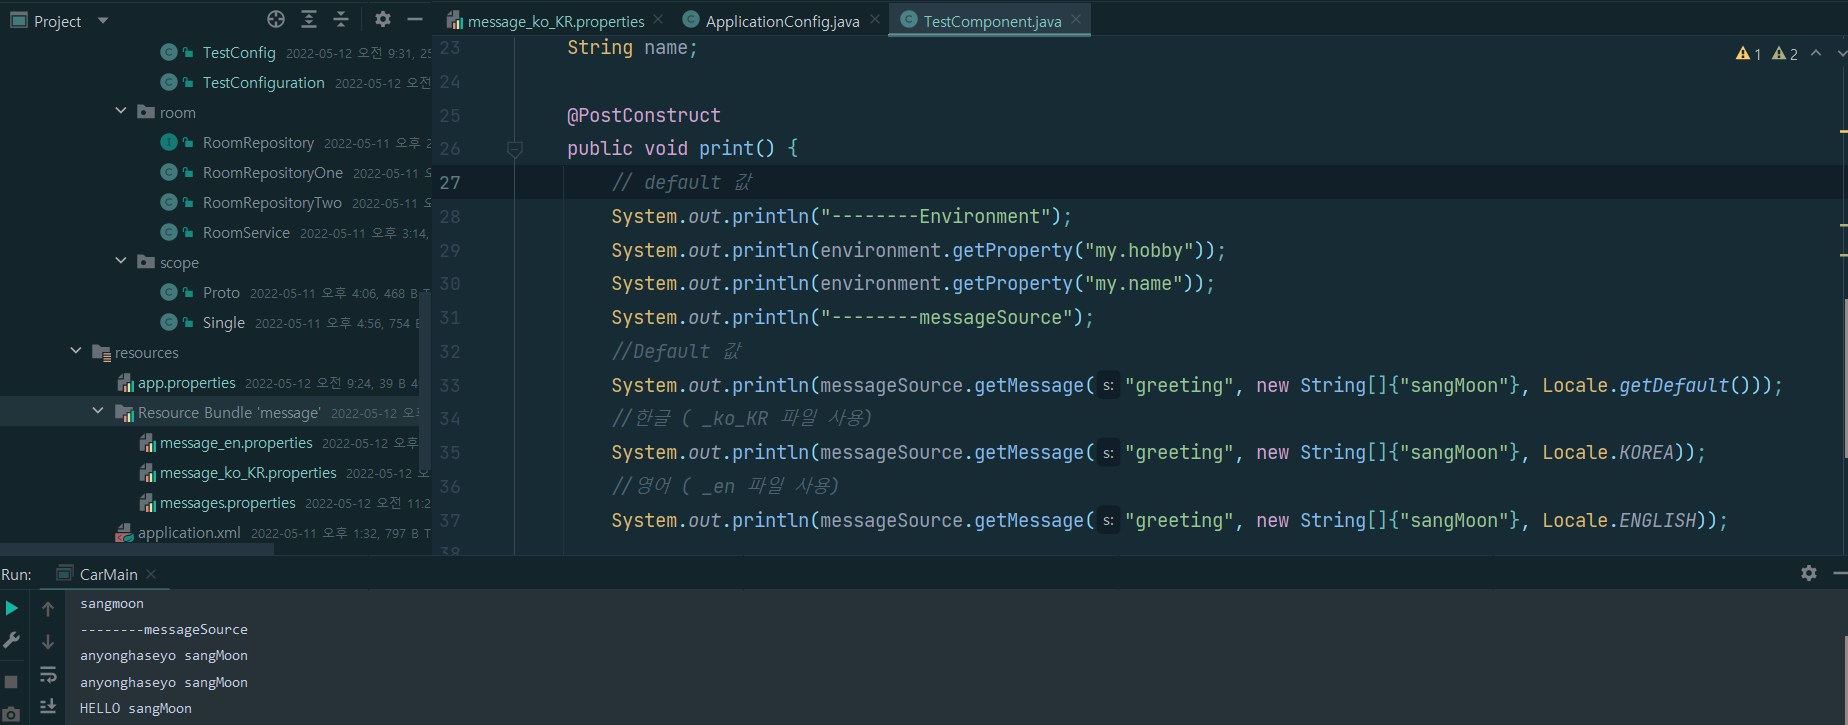 Project
message_ko_KR.properties
ApplicationConfig.java
TestComponent.java
TestConfig 2022-05-12 오전 9:31, 25
TestConfiguration 2022-05-12 오전
room
RoomRepository 2022-05-11 오후 2
RoomRepositoryOne 2022-05-11
RoomRepositoryTwo 2022-05-11
RoomService 2022-05-11 오후 3:14,
scope
Proto 2022-05-11 오후 4:06, 468 B T
Single 2022-05-11 오후 4:56, 754
resources
app.properties 2022-05-12 오전 9:24, 39 B 4
Resource Bundle 'message' 2022-05-12 오후
message_en.properties 2022-05-12 오후
message_ko_KR.properties 2022-05-12 오
messages.properties 2022-05-12 오전 11:2
application.xml 2022-05-11 오후 1:32, 797 B T
1 2
23 String name;
24
25 @PostConstruct
26 public void print() {
27 // default 값
28 System.out.println("--------Environment");
29 System.out.println(environment.getProperty("my.hobby"));
30 System.out.println(environment.getProperty("my.name"));
31 System.out.println("--------messageSource");
32 //Default 값
33 System.out.println(messageSource.getMessage( s: "greeting", new String[]{"sangMoon"}, Locale.getDefault()));
34 //한글 ( _ko_KR 파일 사용)
35 System.out.println(messageSource.getMessage( s: "greeting", new String[]{"sangMoon"}, Locale.KOREA));
36 //영어 ( _en 파일 사용)
37 System.out.println(messageSource.getMessage( s: "greeting", new String[]{"sangMoon"}, Locale.ENGLISH));
38
Run: CarMain
sangmoon
--------messageSource
anyonghaseyo sangMoon
anyonghaseyo sangMoon
HELLO sangMoon